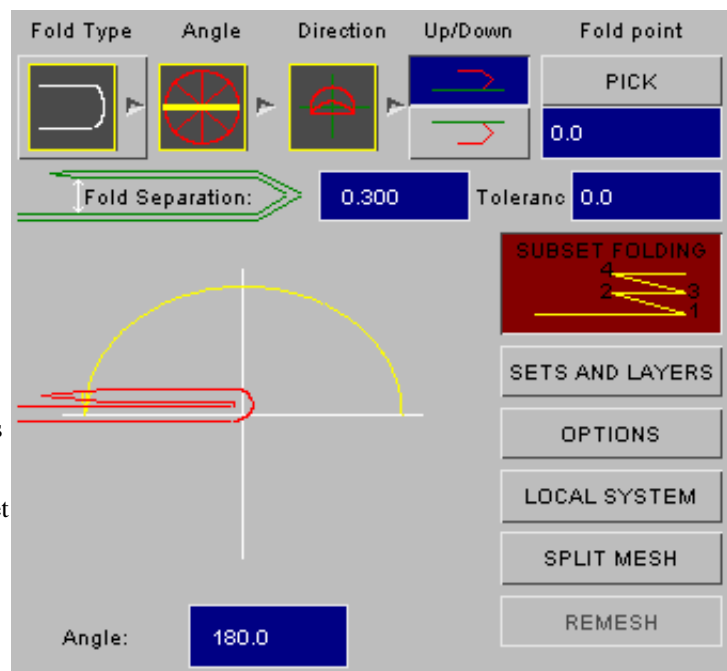 Fold Type Angle Direction Up/Down Fold point
PICK
0.0
Fold Separation: 0.300 Toleranc 0.0
SUBSET FOLDING
4
2 3
1
SETS AND LAYERS
s
OPTIONS
LOCAL SYSTEM
et
SPLIT MESH
REMESH
Angle: 180.0